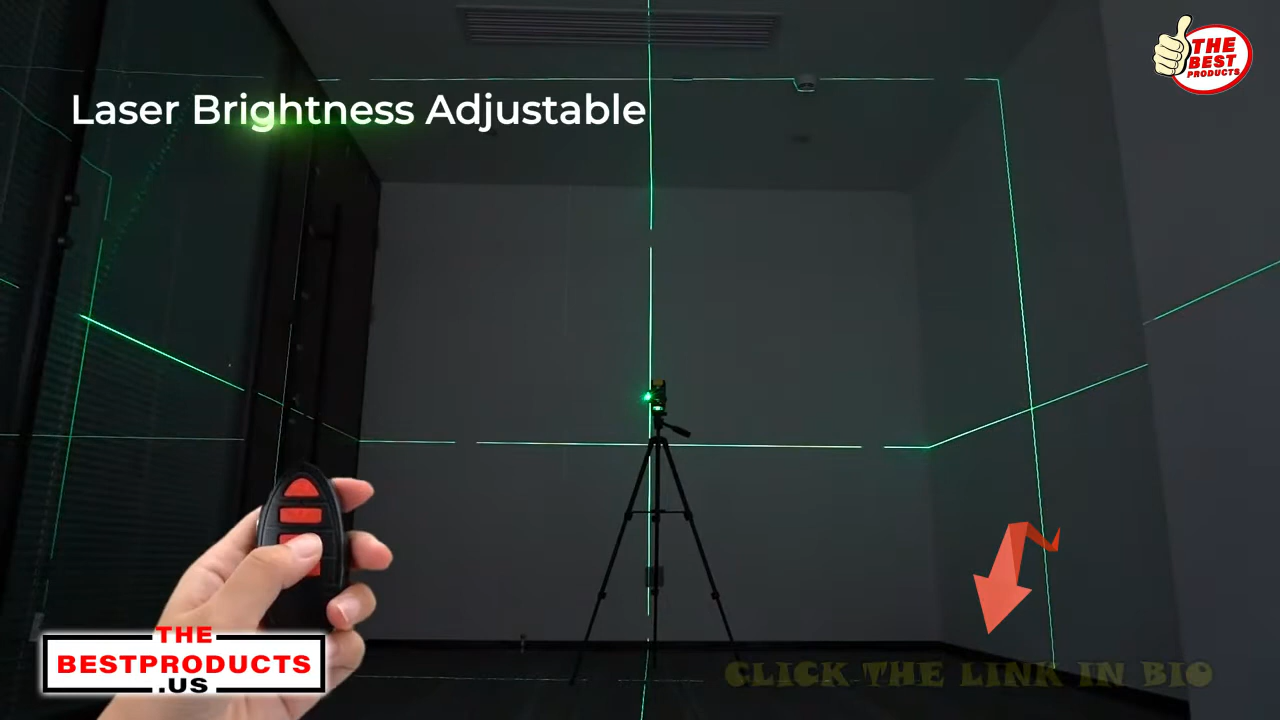 Laser Brightness Adjustable
THE
BEST
PRODUCTS
THE
BESTPRODUCTS
.US
CLICK THE LINK IN BIO